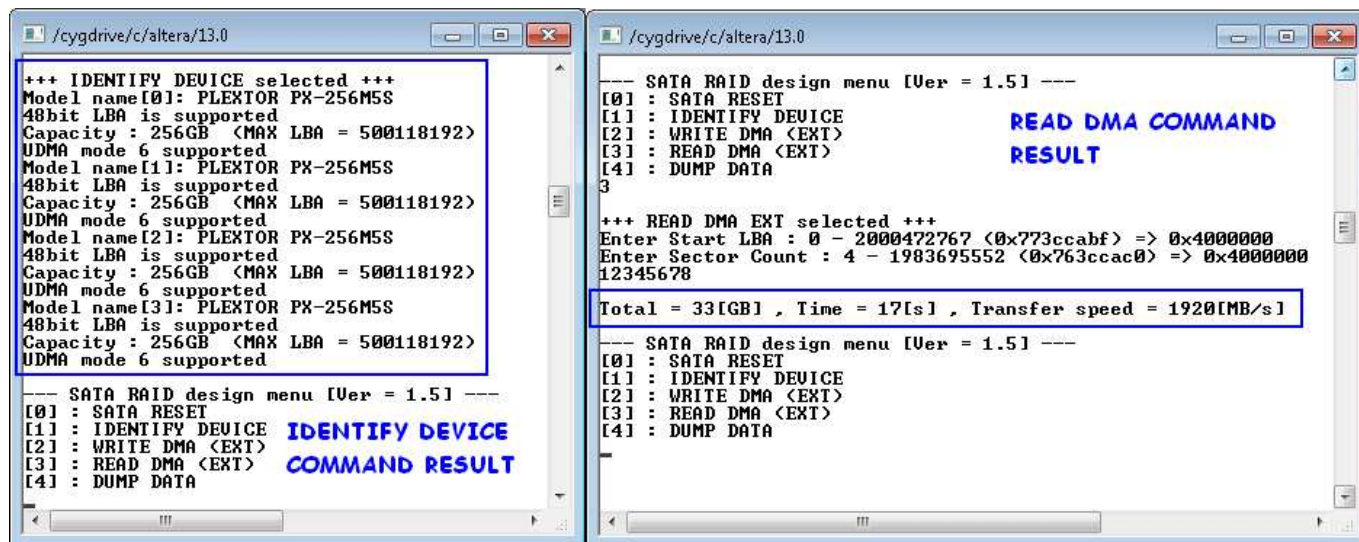 /cygdrive/c/altera/13.0
+++ IDENTIFY DEVICE selected +++
Model name[0]: PLEXTOR PX-256M5S
48bit LBA is supported
Capacity : 256GB  (MAX LBA = 500118192)
UDMA mode 6 supported
Model name[1]: PLEXTOR PX-256M5S
48bit LBA is supported
Capacity : 256GB  (MAX LBA = 500118192)
UDMA mode 6 supported
Model name[2]: PLEXTOR PX-256M5S
48bit LBA is supported
Capacity : 256GB  (MAX LBA = 500118192)
UDMA mode 6 supported
Model name[3]: PLEXTOR PX-256M5S
48bit LBA is supported
Capacity : 256GB  (MAX LBA = 500118192)
UDMA mode 6 supported
--- SATA RAID design menu [Ver = 1.5] ---
[0] : SATA RESET
[1] : IDENTIFY DEVICE
[2] : WRITE DMA (EXT)
[3] : READ DMA (EXT)
[4] : DUMP DATA
IDENTIFY DEVICE
COMMAND RESULT
/cygdrive/c/altera/13.0
--- SATA RAID design menu [Ver = 1.5] ---
[0] : SATA RESET
[1] : IDENTIFY DEVICE
[2] : WRITE DMA (EXT)
[3] : READ DMA (EXT)
[4] : DUMP DATA
3
READ DMA COMMAND
RESULT
+++ READ DMA EXT selected +++
Enter Start LBA : 0 - 2000472767 (0x773ccabf) => 0x4000000
Enter Sector Count : 4 - 1983695552 (0x763ccac0) => 0x4000000
12345678
Total = 33[GB] , Time = 17[s] , Transfer speed = 1920[MB/s]
--- SATA RAID design menu [Ver = 1.5] ---
[0] : SATA RESET
[1] : IDENTIFY DEVICE
[2] : WRITE DMA (EXT)
[3] : READ DMA (EXT)
[4] : DUMP DATA